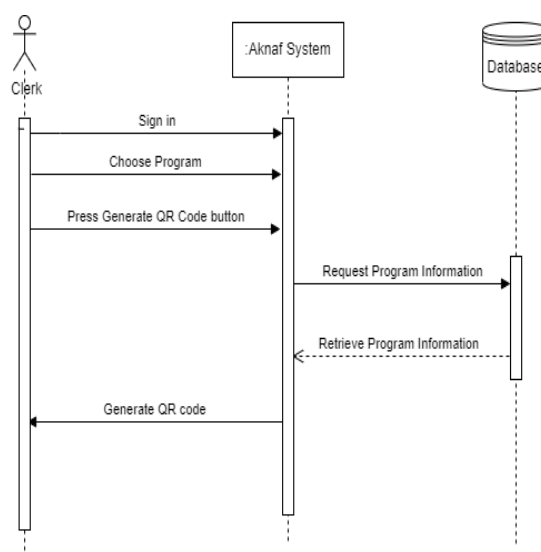 :Aknaf System
Database
Clerk
Sign in
Choose Program
Press Generate QR Code button
Request Program Information
Retrieve Program Information
Generate QR code